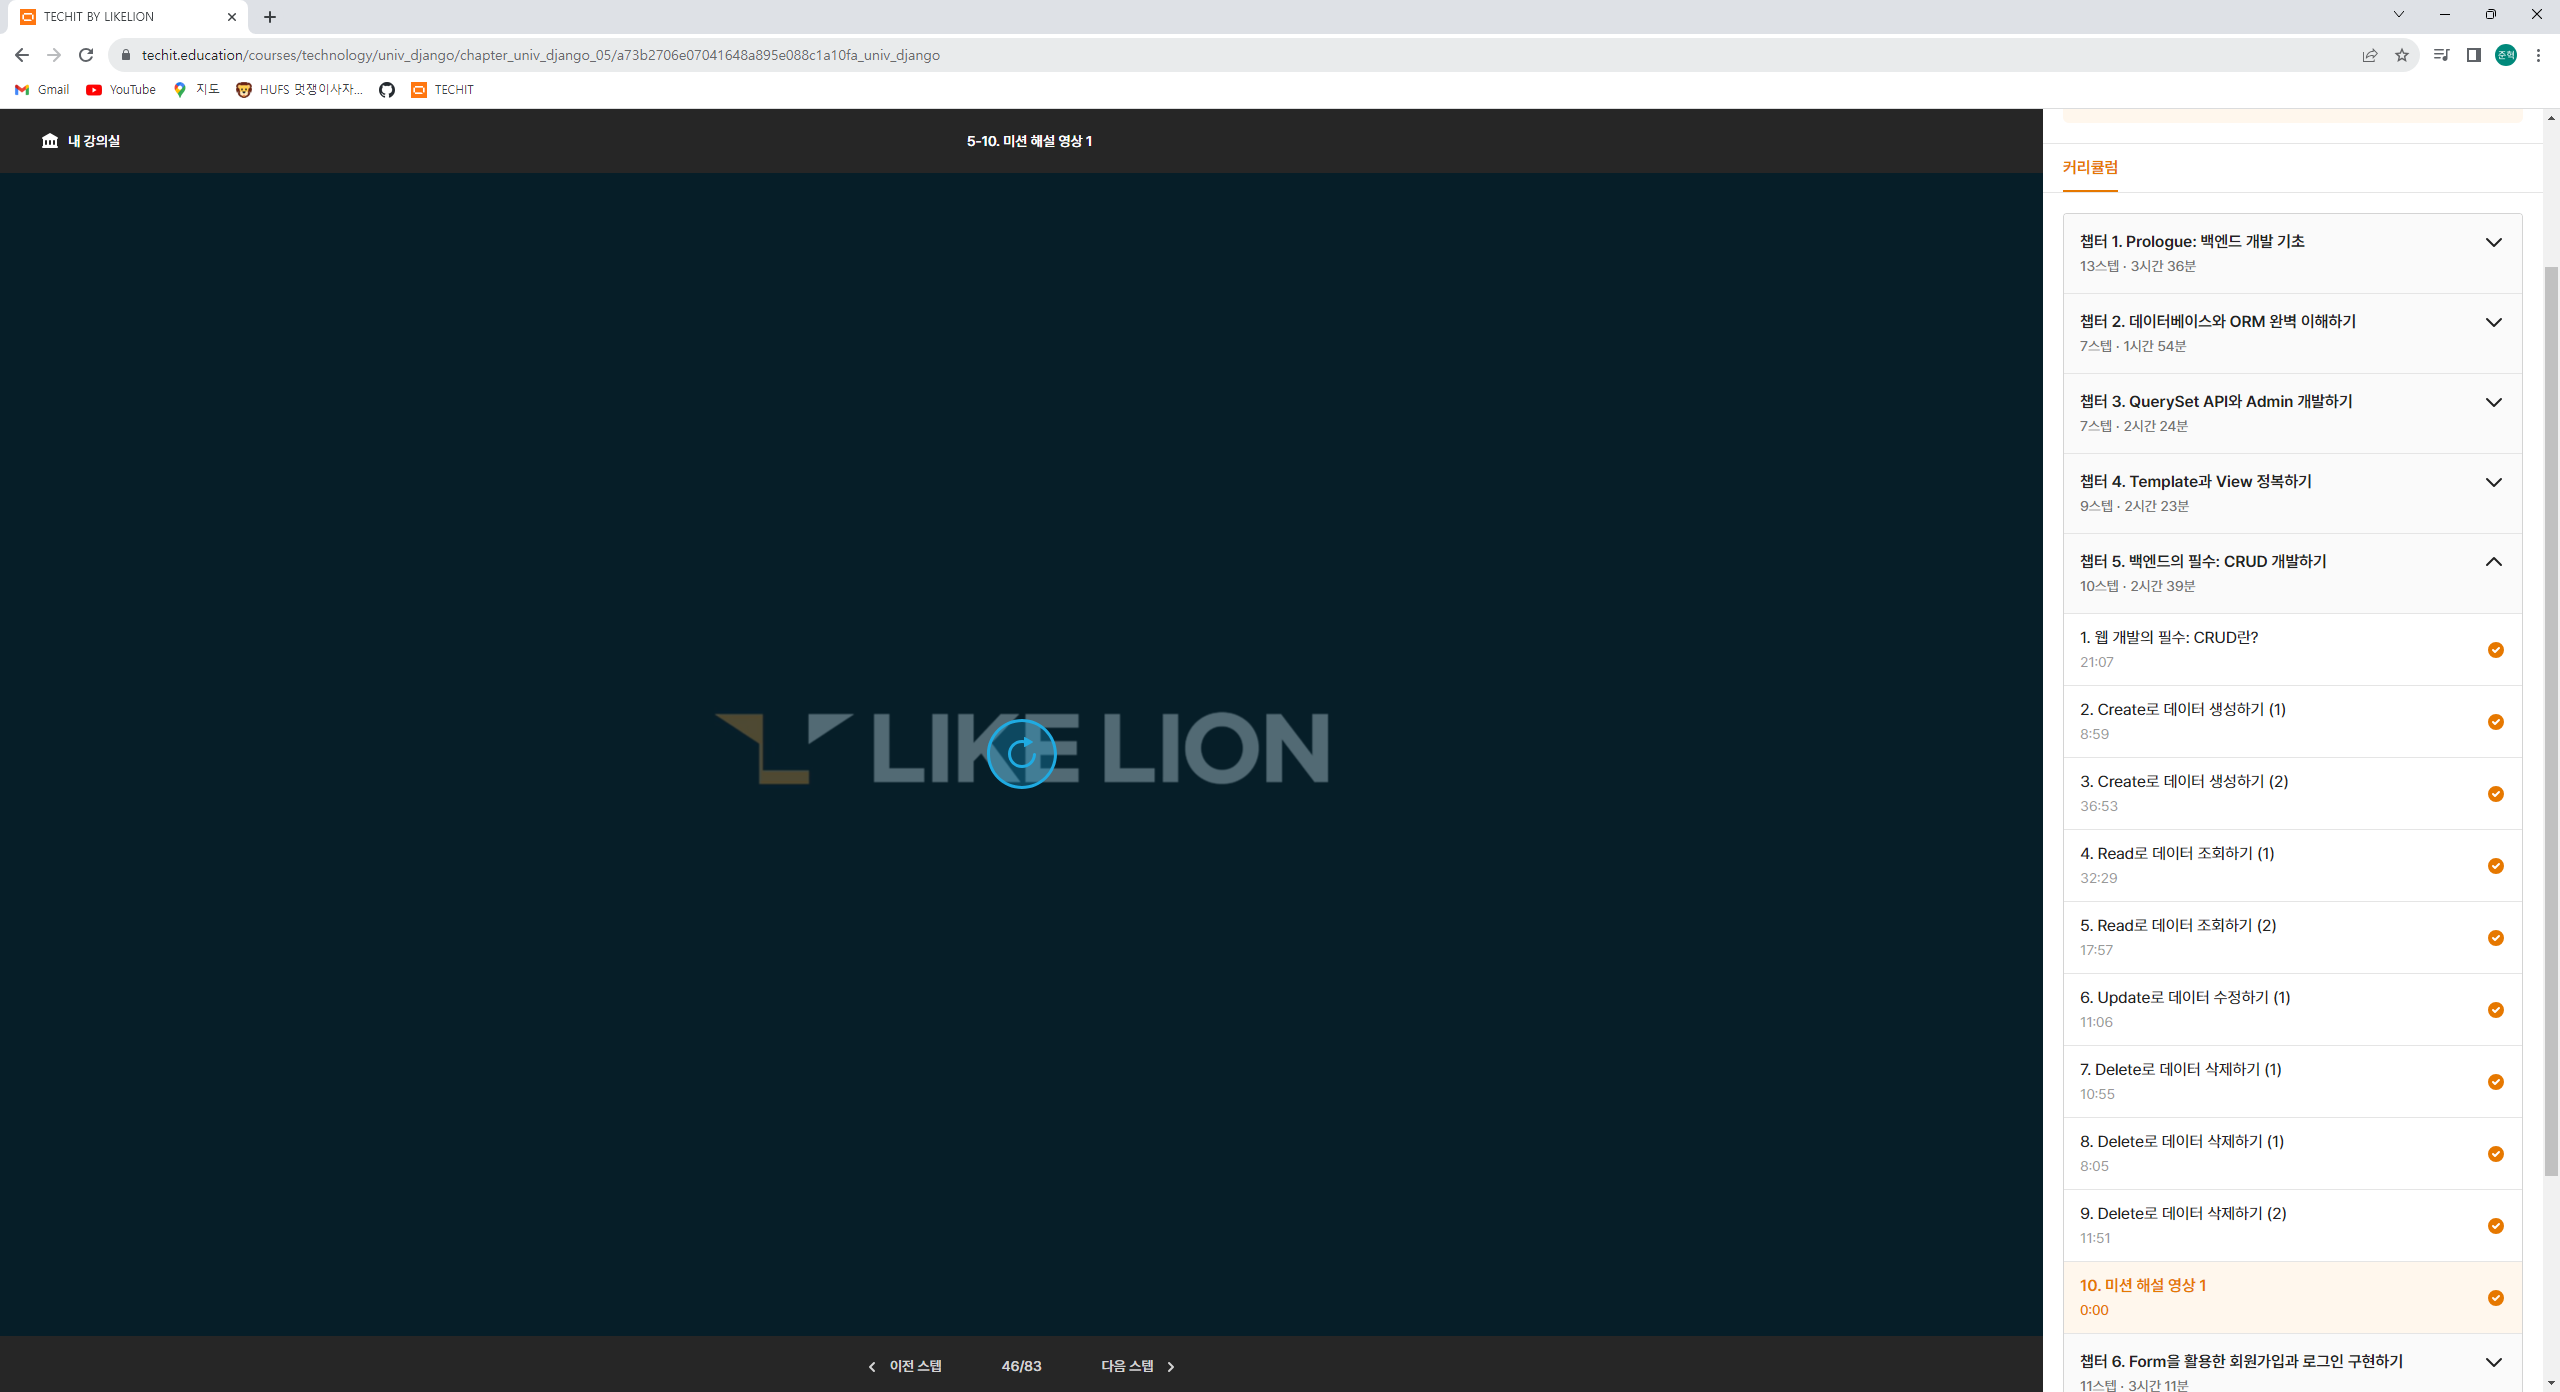 TECHIT BY LIKELION
techit.education/courses/technology/univ_django/chapter_univ_django_05/a73b2706e07041648a895e088c1a10fa_univ_django
준혁
Gmail
YouTube
지도
HUFS 멋쟁이사자...
TECHIT
내 강의실
5-10. 미션 해설 영상 1
LIKE LION
이전 스텝
46/83
다음 스텝
커리큘럼
챕터 1. Prologue: 백엔드 개발 기초
13스텝 · 3시간 36분
챕터 2. 데이터베이스와 ORM 완벽 이해하기
7스텝 · 1시간 54분
챕터 3. QuerySet API와 Admin 개발하기
7스텝 · 2시간 24분
챕터 4. Template과 View 정복하기
9스텝 · 2시간 23분
챕터 5. 백엔드의 필수: CRUD 개발하기
10스텝 · 2시간 39분
1. 웹 개발의 필수: CRUD란?
21:07
2. Create로 데이터 생성하기 (1)
8:59
3. Create로 데이터 생성하기 (2)
36:53
4. Read로 데이터 조회하기 (1)
32:29
5. Read로 데이터 조회하기 (2)
17:57
6. Update로 데이터 수정하기 (1)
11:06
7. Delete로 데이터 삭제하기 (1)
10:55
8. Delete로 데이터 삭제하기 (1)
8:05
9. Delete로 데이터 삭제하기 (2)
11:51
10. 미션 해설 영상 1
0:00
챕터 6. Form을 활용한 회원가입과 로그인 구현하기
11스텝 · 3시간 11분